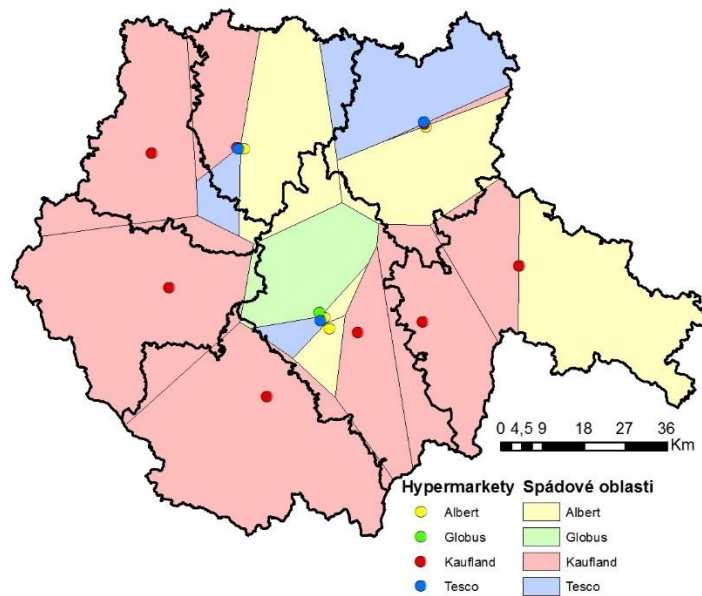 0 4,5 9 18 27 36
Km
Hypermarkety Spádové oblasti
Albert Albert
Globus Globus
Kaufland Kaufland
Tesco Tesco